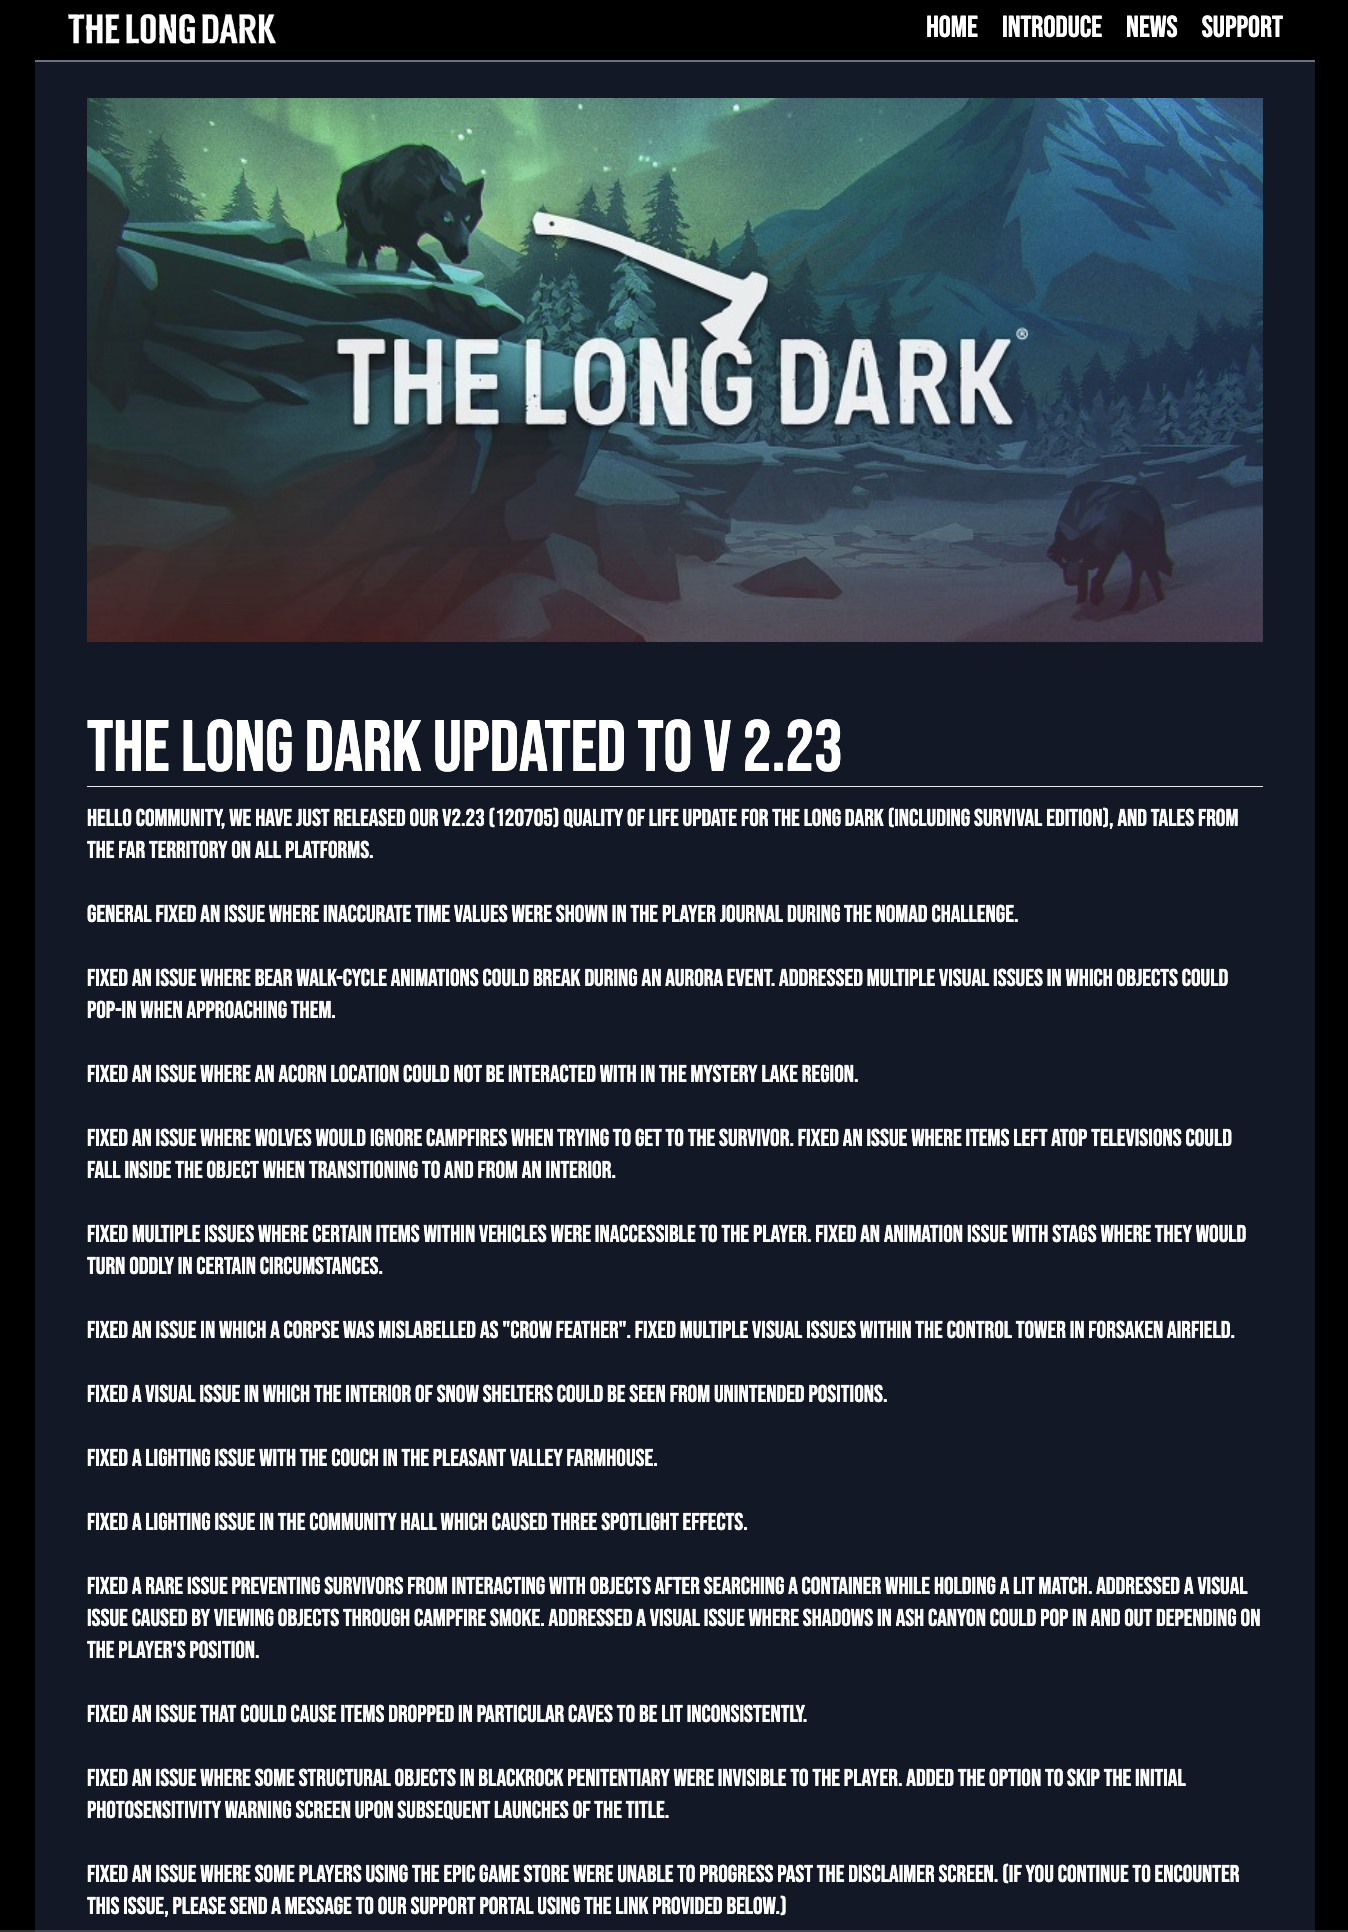 THE LONG DARK
HOME INTRODUCE NEWS SUPPORT
THE LONG DARK®
THE LONG DARK UPDATED TO V 2.23
HELLO COMMUNITY, WE HAVE JUST RELEASED OUR V2.23 (120705) QUALITY OF LIFE UPDATE FOR THE LONG DARK (INCLUDING SURVIVAL EDITION), AND TALES FROM
THE FAR TERRITORY ON ALL PLATFORMS.
GENERAL FIXED AN ISSUE WHERE INACCURATE TIME VALUES WERE SHOWN IN THE PLAYER JOURNAL DURING THE NOMAD CHALLENGE.
FIXED AN ISSUE WHERE BEAR WALK-CYCLE ANIMATIONS COULD BREAK DURING AN AURORA EVENT. ADDRESSED MULTIPLE VISUAL ISSUES IN WHICH OBJECTS COULD
POP-IN WHEN APPROACHING THEM.
FIXED AN ISSUE WHERE AN ACORN LOCATION COULD NOT BE INTERACTED WITH IN THE MYSTERY LAKE REGION.
FIXED AN ISSUE WHERE WOLVES WOULD IGNORE CAMPFIRES WHEN TRYING TO GET TO THE SURVIVOR. FIXED AN ISSUE WHERE ITEMS LEFT ATOP TELEVISIONS COULD
FALL INSIDE THE OBJECT WHEN TRANSITIONING TO AND FROM AN INTERIOR.
FIXED MULTIPLE ISSUES WHERE CERTAIN ITEMS WITHIN VEHICLES WERE INACCESSIBLE TO THE PLAYER. FIXED AN ANIMATION ISSUE WITH STAGS WHERE THEY WOULD
TURN ODDLY IN CERTAIN CIRCUMSTANCES.
FIXED AN ISSUE IN WHICH A CORPSE WAS MISLABELLED AS "CROW FEATHER". FIXED MULTIPLE VISUAL ISSUES WITHIN THE CONTROL TOWER IN FORSAKEN AIRFIELD.
FIXED A VISUAL ISSUE IN WHICH THE INTERIOR OF SNOW SHELTERS COULD BE SEEN FROM UNINTENDED POSITIONS.
FIXED A LIGHTING ISSUE WITH THE COUCH IN THE PLEASANT VALLEY FARMHOUSE.
FIXED A LIGHTING ISSUE IN THE COMMUNITY HALL WHICH CAUSED THREE SPOTLIGHT EFFECTS.
FIXED A RARE ISSUE PREVENTING SURVIVORS FROM INTERACTING WITH OBJECTS AFTER SEARCHING A CONTAINER WHILE HOLDING A LIT MATCH. ADDRESSED A VISUAL
ISSUE CAUSED BY VIEWING OBJECTS THROUGH CAMPFIRE SMOKE. ADDRESSED A VISUAL ISSUE WHERE SHADOWS IN ASH CANYON COULD POP IN AND OUT DEPENDING ON
THE PLAYER'S POSITION.
FIXED AN ISSUE THAT COULD CAUSE ITEMS DROPPED IN PARTICULAR CAVES TO BE LIT INCONSISTENTLY.
FIXED AN ISSUE WHERE SOME STRUCTURAL OBJECTS IN BLACKROCK PENITENTIARY WERE INVISIBLE TO THE PLAYER. ADDED THE OPTION TO SKIP THE INITIAL
PHOTOSENSITIVITY WARNING SCREEN UPON SUBSEQUENT LAUNCHES OF THE TITLE.
FIXED AN ISSUE WHERE SOME PLAYERS USING THE EPIC GAME STORE WERE UNABLE TO PROGRESS PAST THE DISCLAIMER SCREEN. (IF YOU CONTINUE TO ENCOUNTER
THIS ISSUE, PLEASE SEND A MESSAGE TO OUR SUPPORT PORTAL USING THE LINK PROVIDED BELOW.)